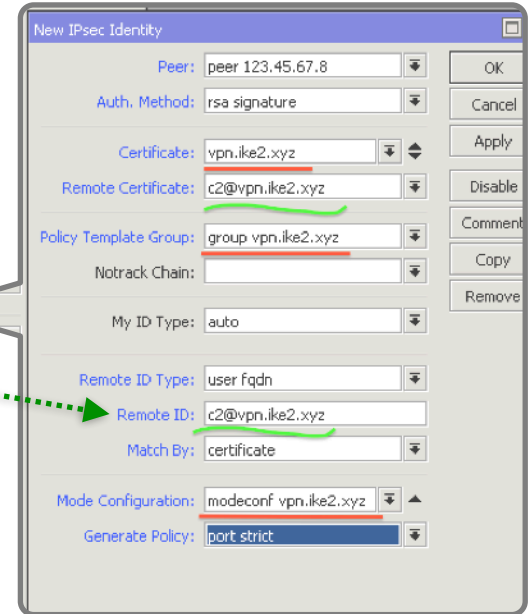 New IPsec Identity
Peer: peer 123.45.67.8
OK
Auth. Method: rsa signature
Cancel
Certificate: vpn.ike2.xyz
Apply
Remote Certificate: c2@vpn.ike2.xyz
Disable
Comment
Policy Template Group: group vpn.ike2.xyz
Copy
Notrack Chain:
Remove
My ID Type: auto
Remote ID Type: user fqdn
Remote ID: c2@vpn.ike2.xyz
Match By: certificate
Mode Configuration: modeconf vpn.ike2.xyz
Generate Policy: port strict